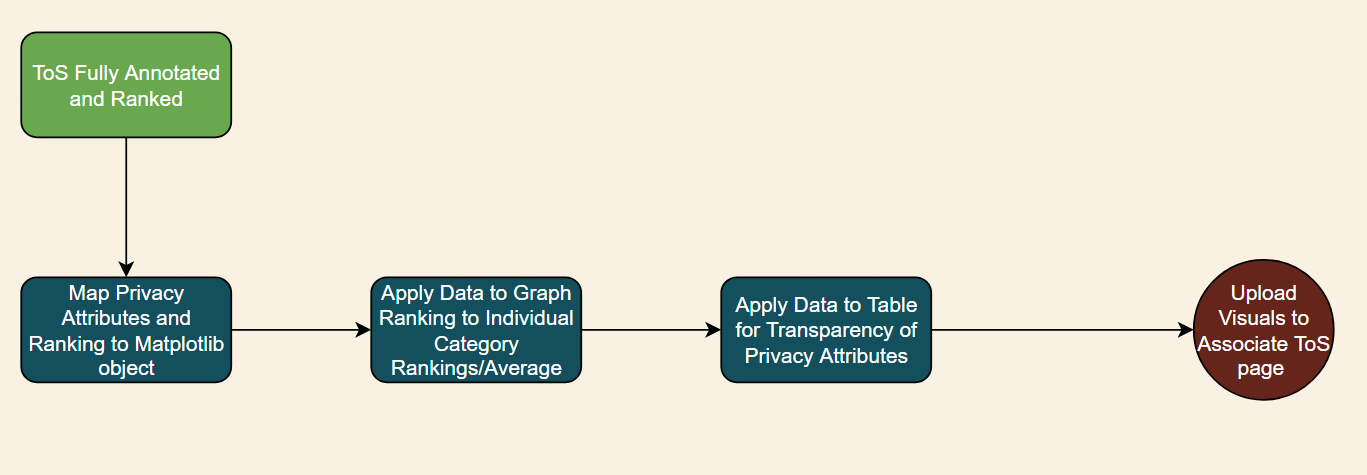 ToS Fully Annotated
and Ranked
Map Privacy
Attributes and
Ranking to Matplotlib
object
Apply Data to Graph
Ranking to Individual
Category
Rankings/Average
Apply Data to Table
for Transparency of
Privacy Attributes
Upload
Visuals to
Associate ToS
page